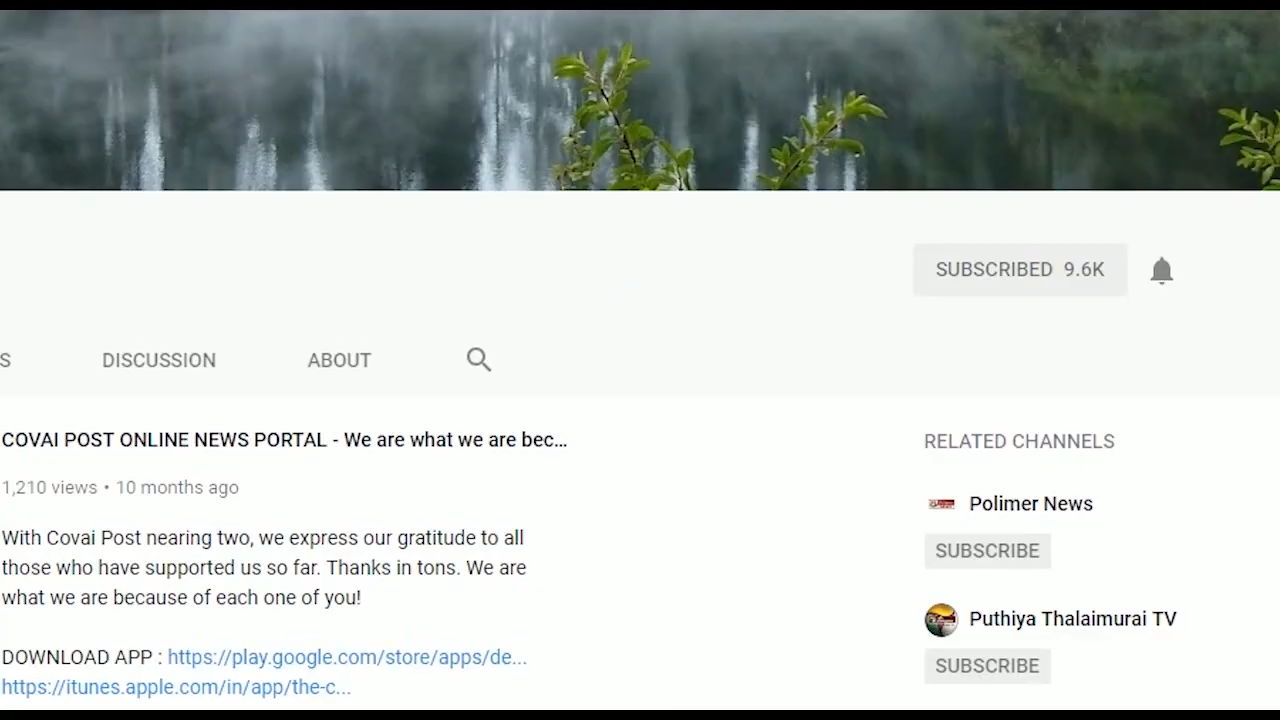 SUBSCRIBED 9.6K
S DISCUSSION ABOUT
COVAI POST ONLINE NEWS PORTAL - We are what we are bec...
1,210 views • 10 months ago
With Covai Post nearing two, we express our gratitude to all
those who have supported us so far. Thanks in tons. We are
what we are because of each one of you!
DOWNLOAD APP : https://play.google.com/store/apps/de...
https://itunes.apple.com/in/app/the-c...
RELATED CHANNELS
Polimer News
SUBSCRIBE
Puthiya Thalaimurai TV
SUBSCRIBE